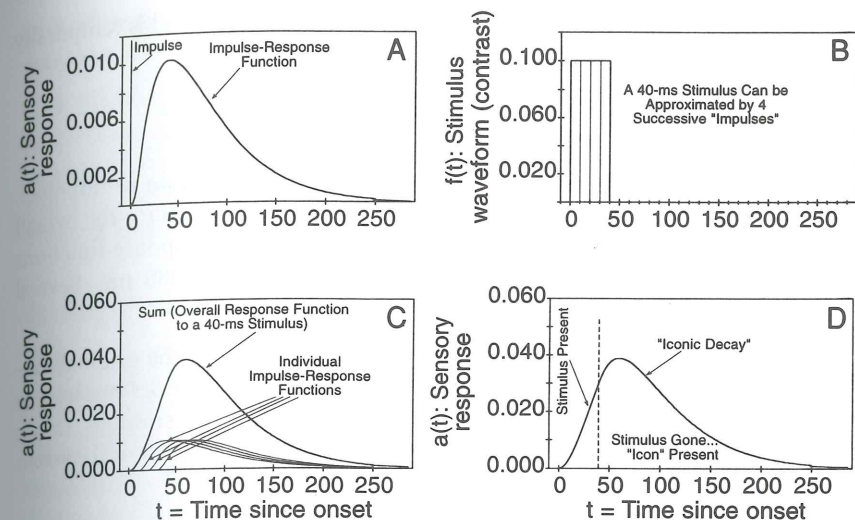 A
Impulse
Impulse-Response
Function
a(t): Sensory
response
0.010
0.006
0.002
0 50 100 150 200 250
B
f(t): Stimulus
waveform (contrast)
0.100
0.060
0.020
A 40-ms Stimulus Can be
Approximated by 4
Successive "Impulses"
0 50 100 150 200 250
C
Sum (Overall Response Function
to a 40-ms Stimulus)
Individual
Impulse-Response
Functions
a(t): Sensory
response
0.060
0.040
0.020
0.000
0 50 100 150 200 250
t = Time since onset
D
a(t): Sensory
response
0.060
0.040
0.020
0.000
Stimulus Present
"Iconic Decay"
Stimulus Gone...
"Icon" Present
0 50 100 150 200 250
t = Time since onset